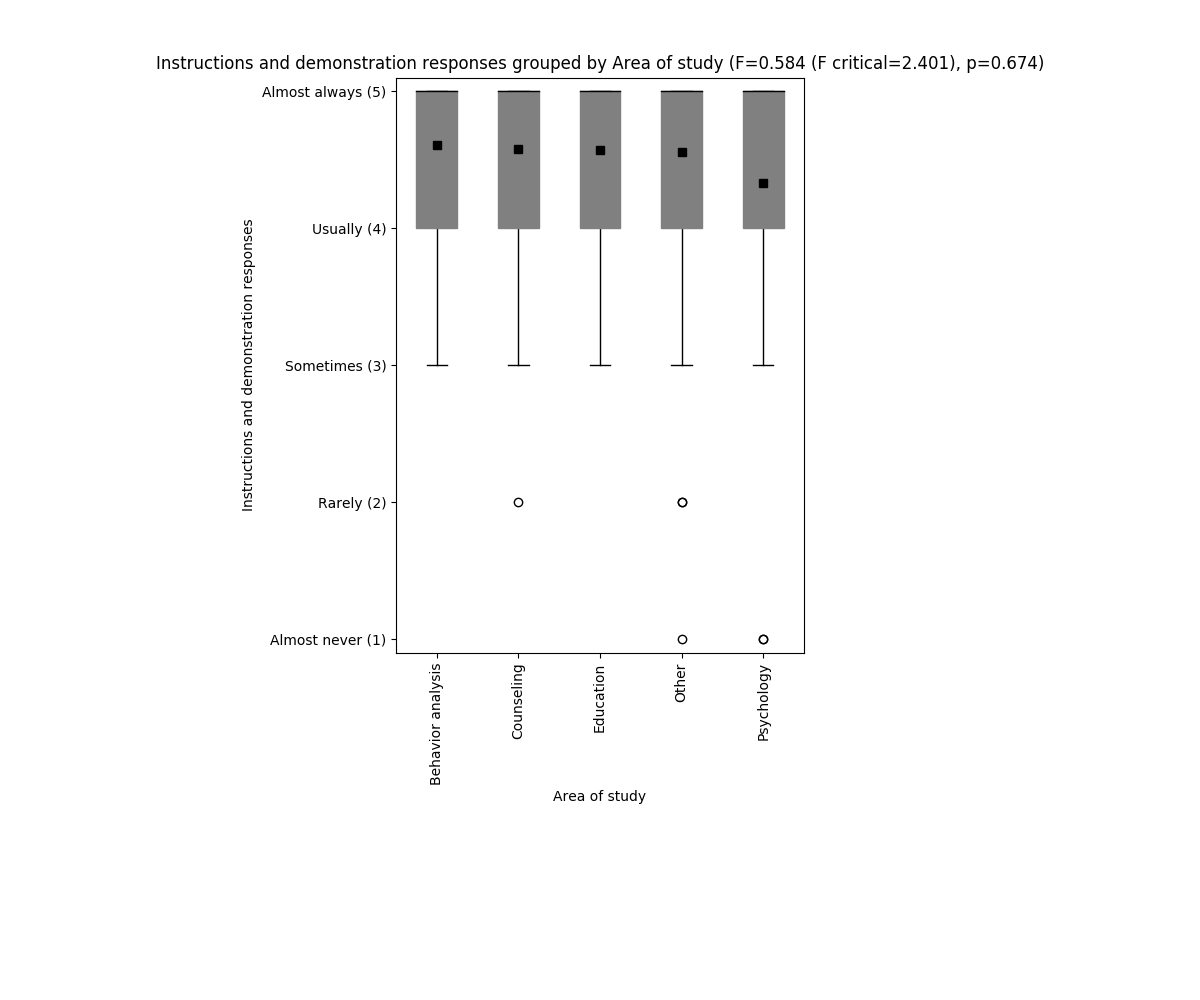 Instructions and demonstration responses grouped by Area of study (F=0.584 (F critical=2.401), p=0.674)
Almost always (5)
Usually (4)
Sometimes (3)
Rarely (2)
Almost never (1)
Instructions and demonstration responses
Behavior analysis
Counseling
Education
Other
Psychology
Area of study